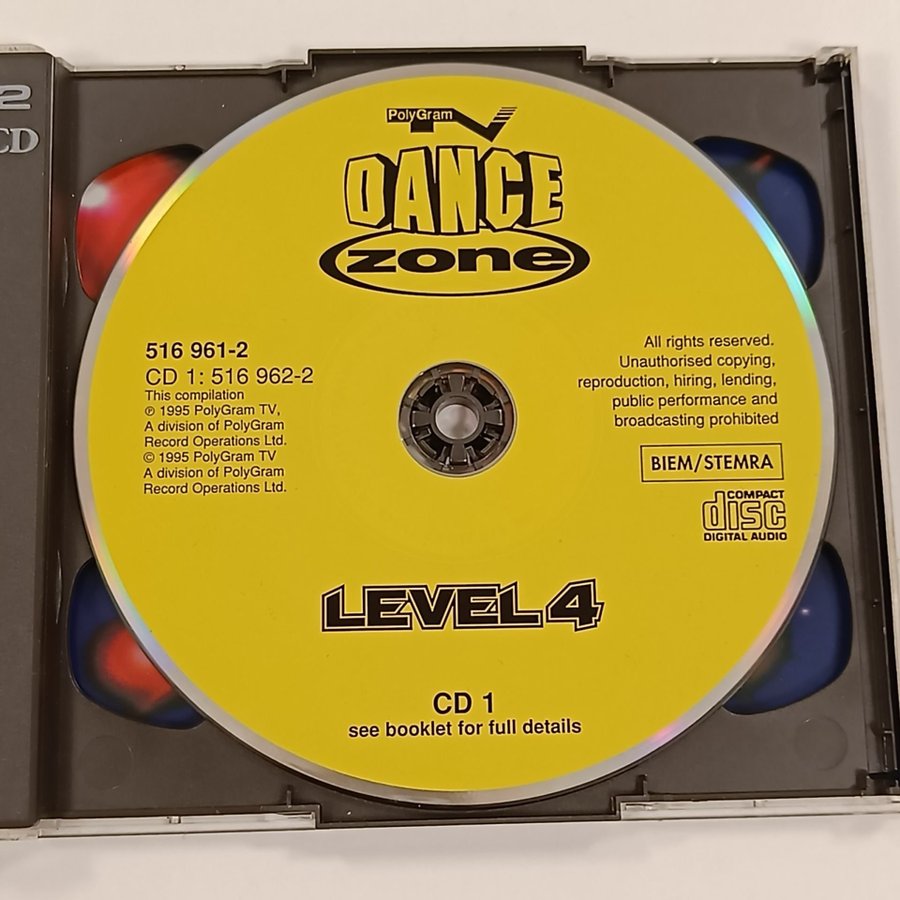 2
CD
PolyGram
TV
DANCE
zone
516 961-2
CD 1: 516 962-2
This compilation
℗ 1995 PolyGram TV,
A division of PolyGram
Record Operations Ltd.
© 1995 PolyGram TV
A division of PolyGram
Record Operations Ltd.
All rights reserved.
Unauthorised copying,
reproduction, hiring, lending,
public performance and
broadcasting prohibited
BIEM/STEMRA
COMPACT
disc
DIGITAL AUDIO
LEVEL 4
CD 1
see booklet for full details